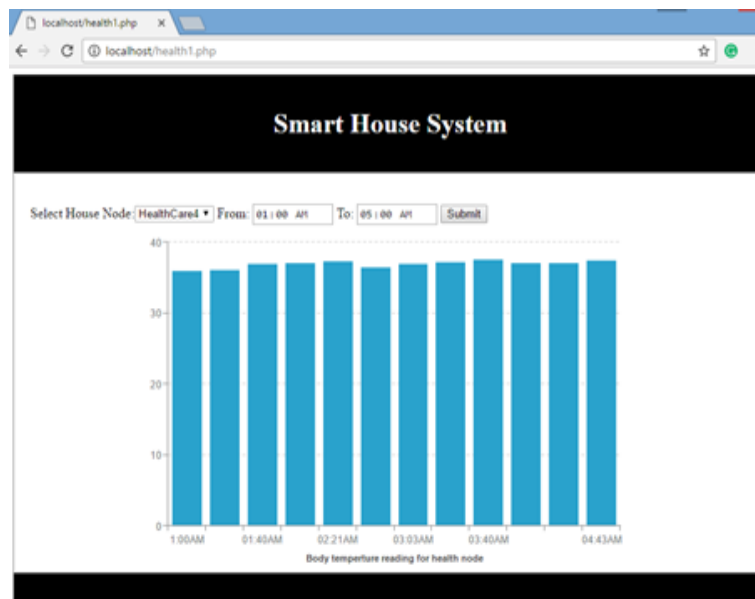 localhost/health1.php
localhost/health1.php
Smart House System
Select House Node: HealthCare4 From: 01:00 AM To: 05:00 AM Submit
40
30
20
10
0
1:00AM 01:40AM 02:21AM 03:03AM 03:40AM 04:43AM
Body temperture reading for health node